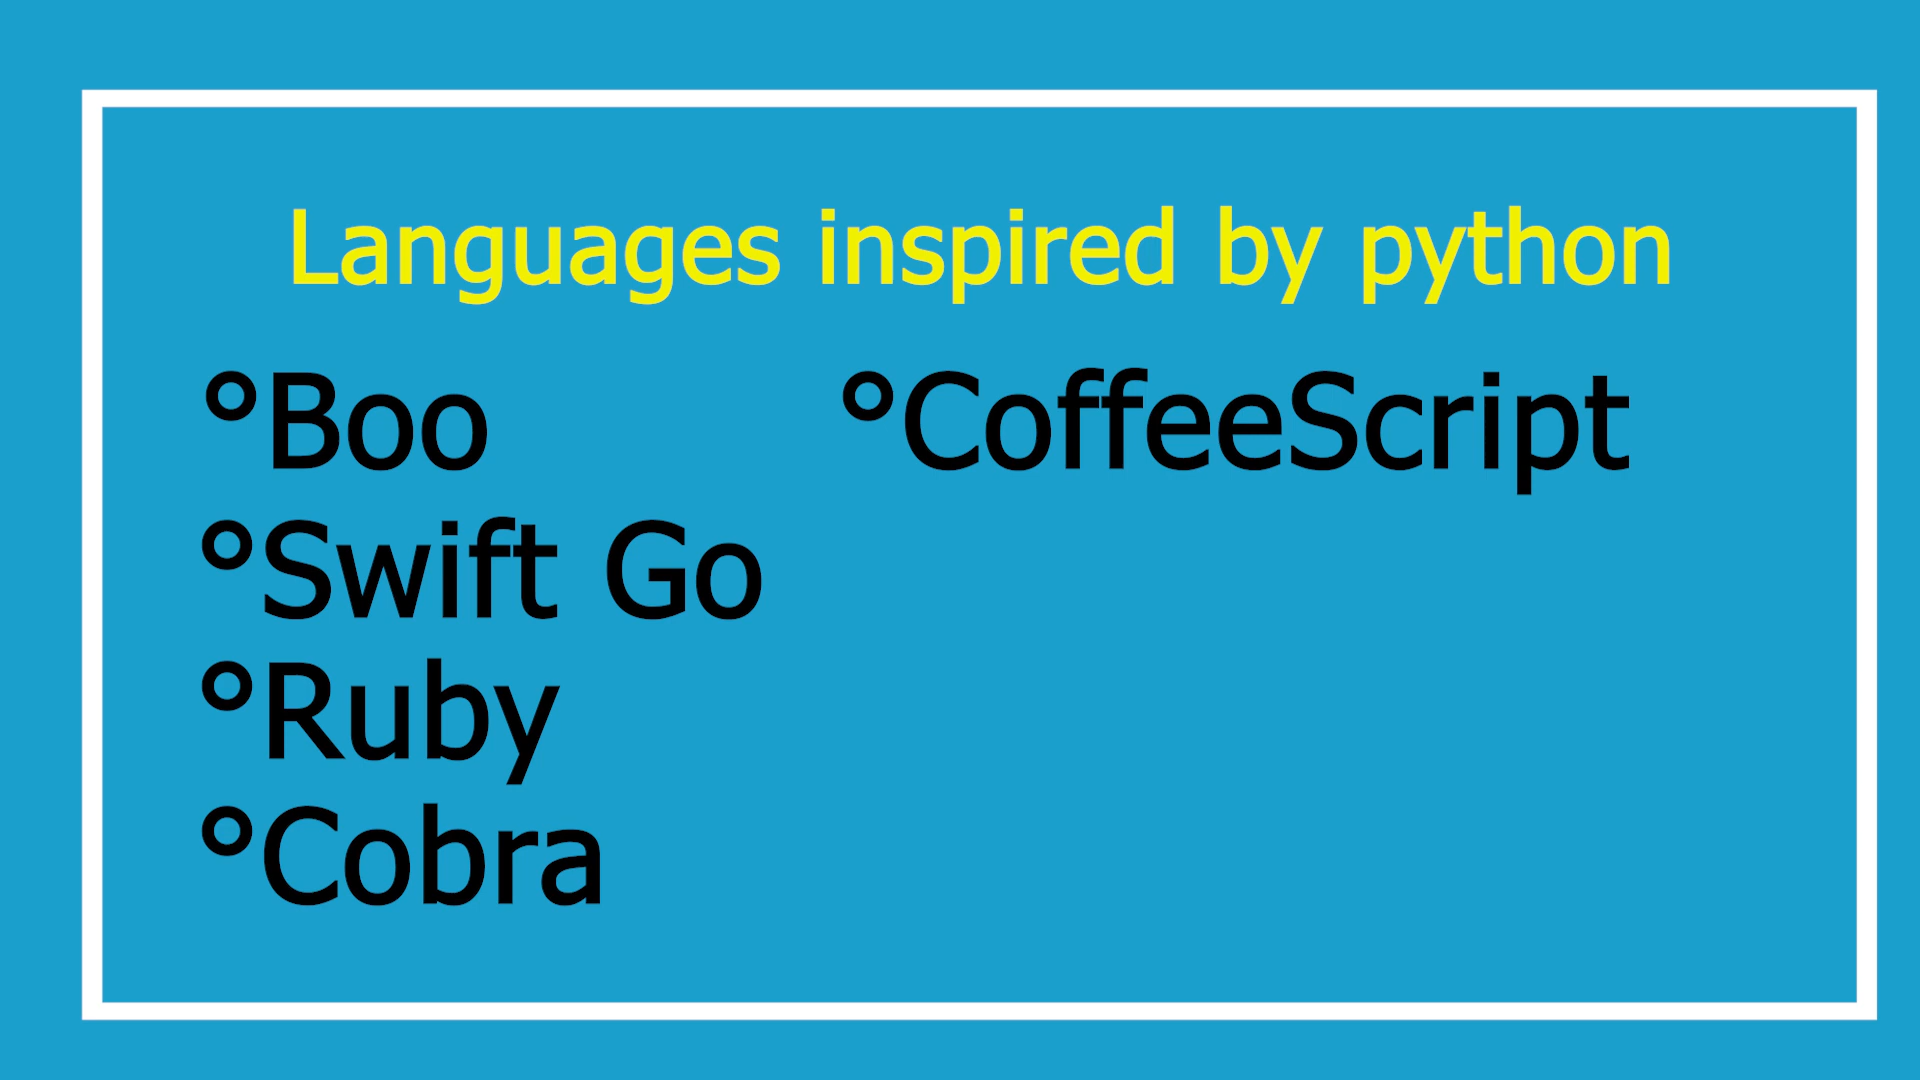 Languages inspired by python
°Boo °CoffeeScript
°Swift Go
°Ruby
°Cobra